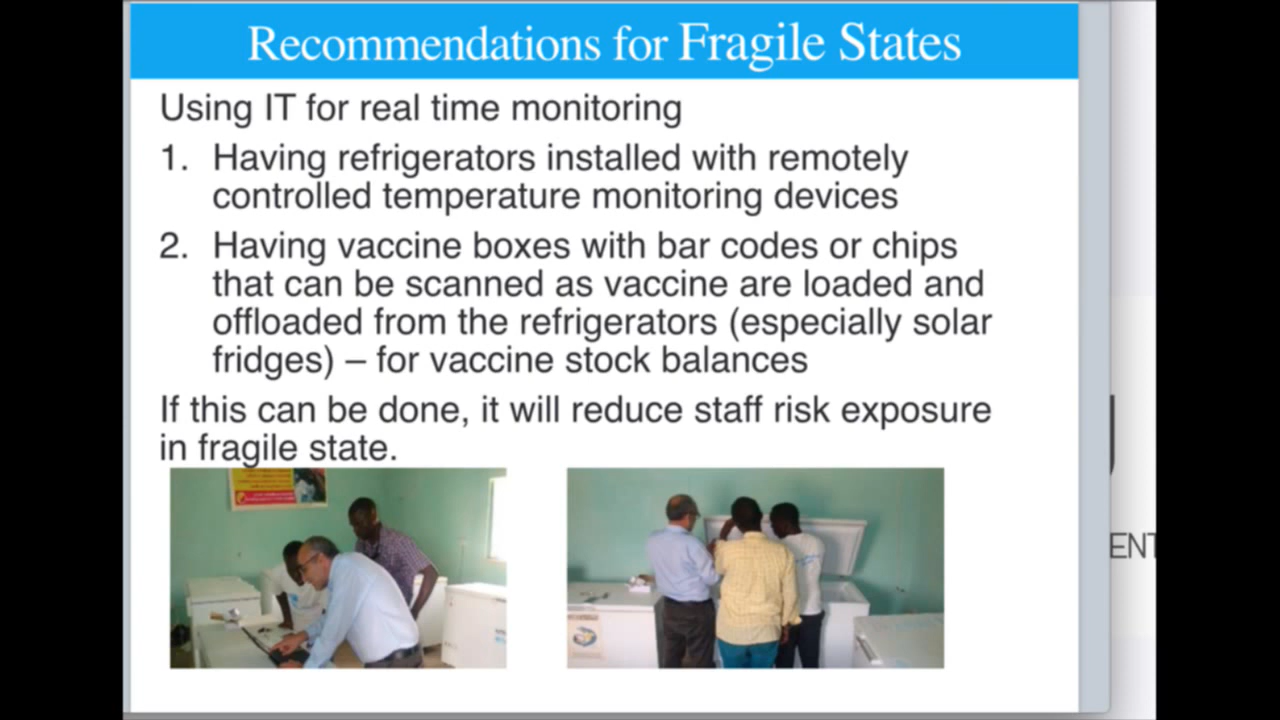 Recommendations for Fragile States
Using IT for real time monitoring
1. Having refrigerators installed with remotely
controlled temperature monitoring devices
2. Having vaccine boxes with bar codes or chips
that can be scanned as vaccine are loaded and
offloaded from the refrigerators (especially solar
fridges) – for vaccine stock balances
If this can be done, it will reduce staff risk exposure
in fragile state.
ENT